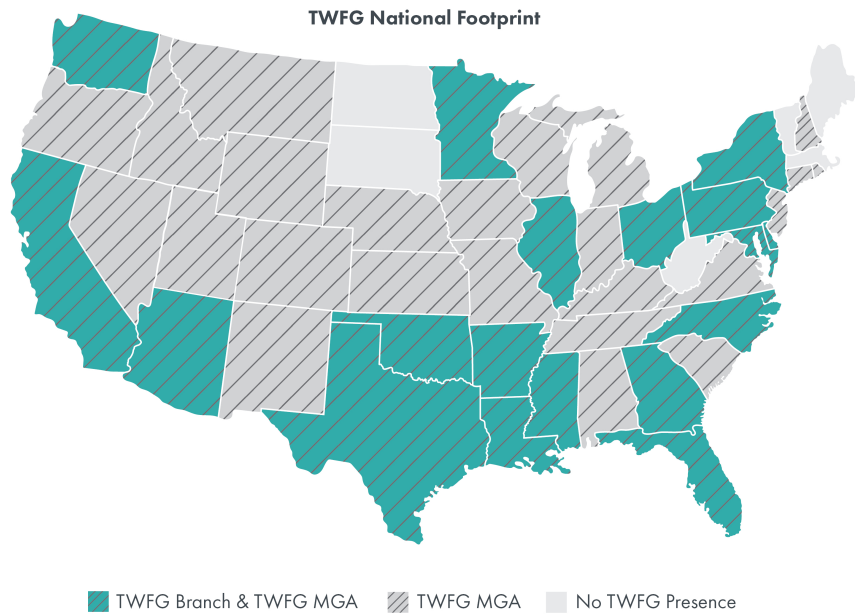 TWFG National Footprint
TWFG Branch & TWFG MGA
TWFG MGA
No TWFG Presence